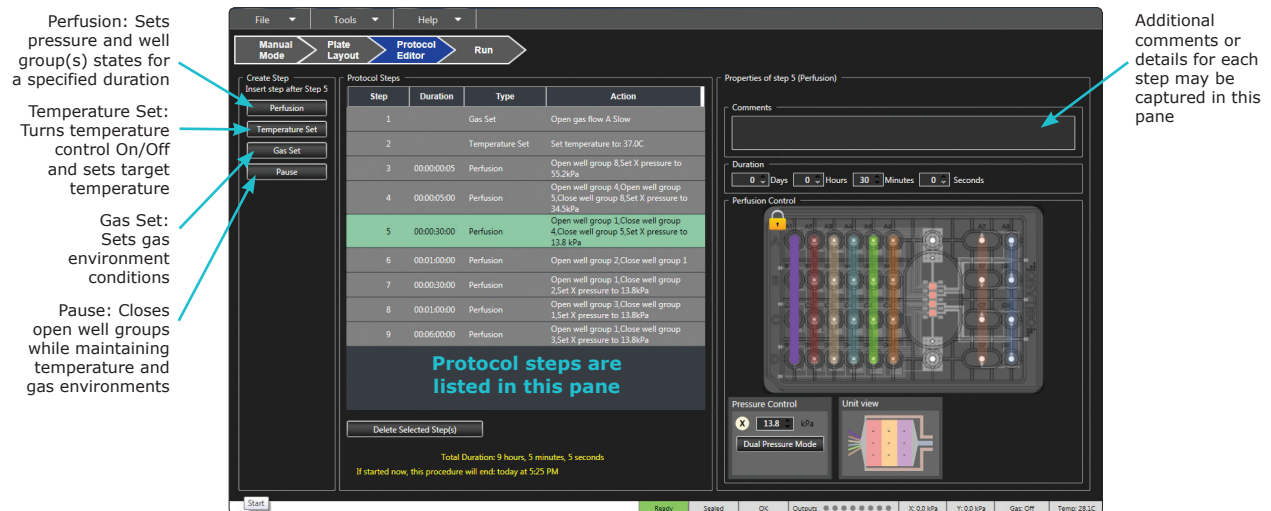 Perfusion: Sets
pressure and well
group(s) states for
a specified duration
Temperature Set:
Turns temperature
control On/Off
and sets target
temperature
Gas Set:
Sets gas
environment
conditions
Pause: Closes
open well groups
while maintaining
temperature and
gas environments
File Tools Help
Manual Mode
Plate Layout
Protocol Editor
Run
Create Step
Insert step after Step 5
Perfusion
Temperature Set
Gas Set
Pause
Protocol Steps
Step Duration Type Action
1 Gas Set Open gas flow A Slow
2 Temperature Set Set temperature to: 37.0C
3 00:00:00:05 Perfusion Open well group 8,Set X pressure to
55.2kPa
4 00:00:05:00 Perfusion Open well group 4,Open well group
5,Close well group 8,Set X pressure to
34.5kPa
5 00:00:30:00 Perfusion Open well group 1,Close well group
4,Close well group 5,Set X pressure to
13.8 kPa
6 00:01:00:00 Perfusion Open well group 2,Close well group 1
7 00:00:30:00 Perfusion Open well group 1,Close well group
2,Set X pressure to 13.8kPa
8 00:01:00:00 Perfusion Open well group 3,Close well group
1,Set X pressure to 13.8kPa
9 00:06:00:00 Perfusion Open well group 1,Close well group
3,Set X pressure to 13.8kPa
Protocol steps are
listed in this pane
Delete Selected Step(s)
Total Duration: 9 hours, 5 minutes, 5 seconds
If started now, this procedure will end: today at 5:25 PM
Properties of step 5 (Perfusion)
Comments
Duration
0 Days 0 Hours 30 Minutes 0 Seconds
Perfusion Control
Pressure Control
X 13.8 kPa
Dual Pressure Mode
Unit view
Additional
comments or
details for each
step may be
captured in this
pane
Start
Ready Sealed OK Outputs X: 0.0 kPa Y: 0.0 kPa Gas: Off Temp: 28.1C